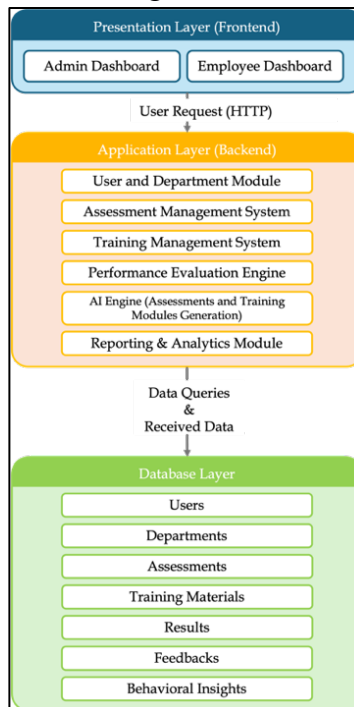 Presentation Layer (Frontend)
Admin Dashboard
Employee Dashboard
User Request (HTTP)
Application Layer (Backend)
User and Department Module
Assessment Management System
Training Management System
Performance Evaluation Engine
AI Engine (Assessments and Training
Modules Generation)
Reporting & Analytics Module
Data Queries
&
Received Data
Database Layer
Users
Departments
Assessments
Training Materials
Results
Feedbacks
Behavioral Insights